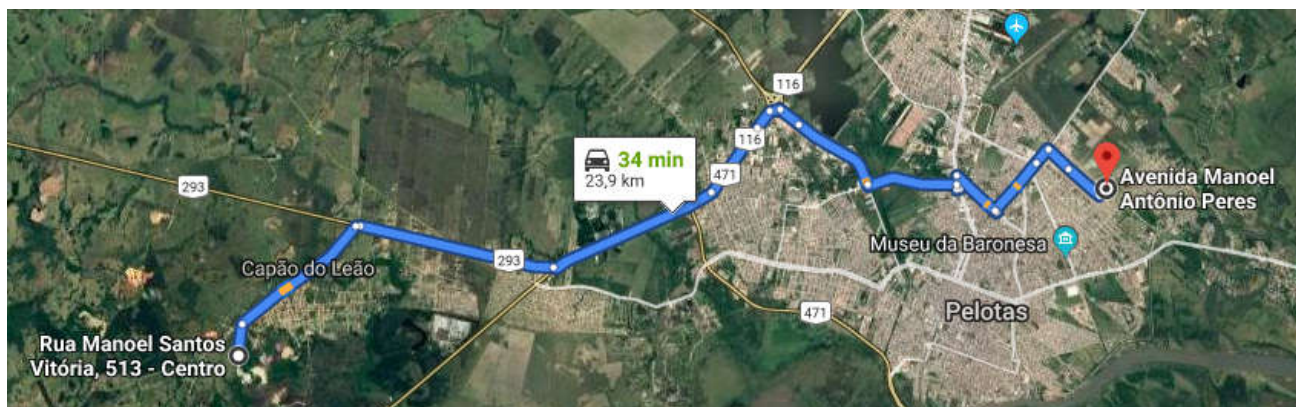 116
116
34 min
23,9 km
471
293
Avenida Manoel
Antônio Peres
Museu da Baronesa
Capão do Leão
293
471
Pelotas
Rua Manoel Santos
Vitória, 513 - Centro